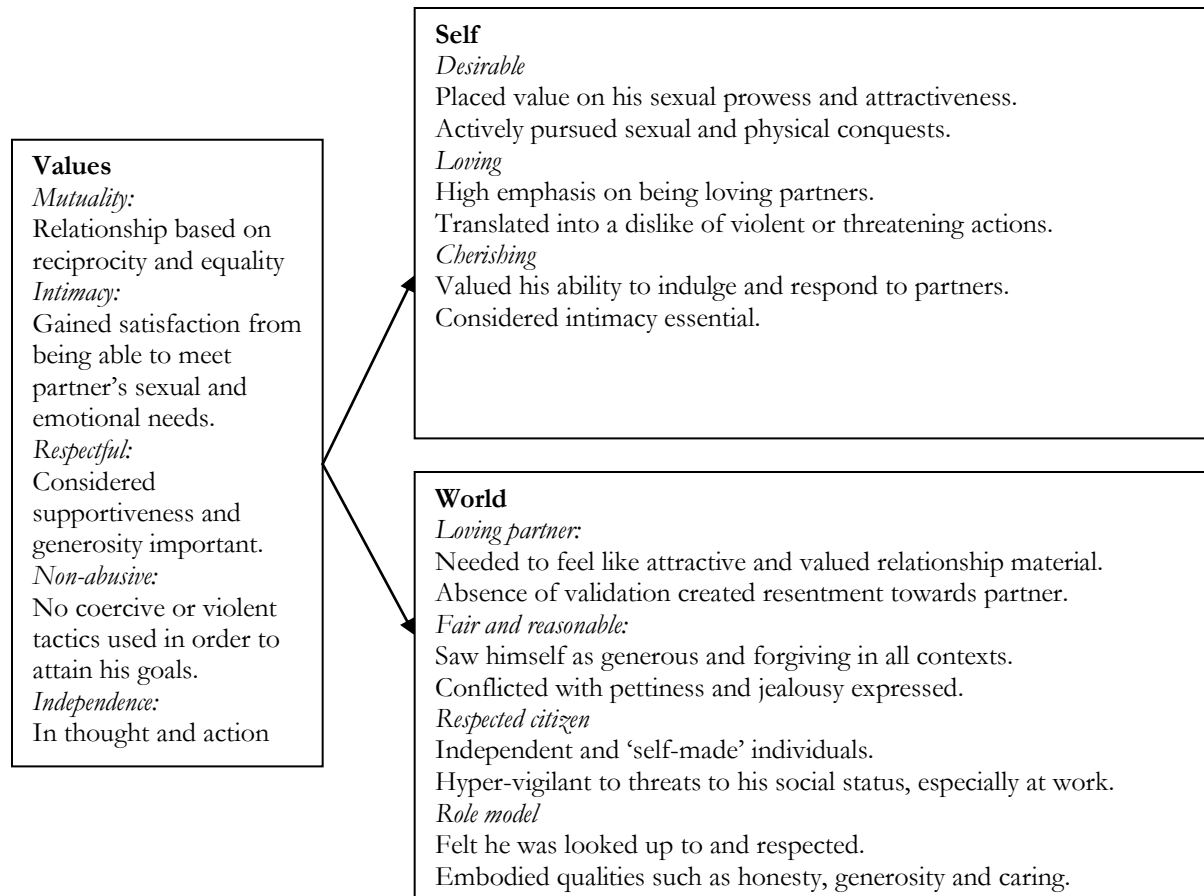 Values
Mutuality:
Relationship based on
reciprocity and equality
Intimacy:
Gained satisfaction from
being able to meet
partner’s sexual and
emotional needs.
Respectful:
Considered
supportiveness and
generosity important.
Non-abusive:
No coercive or violent
tactics used in order to
attain his goals.
Independence:
In thought and action
Self
Desirable
Placed value on his sexual prowess and attractiveness.
Actively pursued sexual and physical conquests.
Loving
High emphasis on being loving partners.
Translated into a dislike of violent or threatening actions.
Cherishing
Valued his ability to indulge and respond to partners.
Considered intimacy essential.
World
Loving partner:
Needed to feel like attractive and valued relationship material.
Absence of validation created resentment towards partner.
Fair and reasonable:
Saw himself as generous and forgiving in all contexts.
Conflicted with pettiness and jealousy expressed.
Respected citizen
Independent and ‘self-made’ individuals.
Hyper-vigilant to threats to his social status, especially at work.
Role model
Felt he was looked up to and respected.
Embodied qualities such as honesty, generosity and caring.